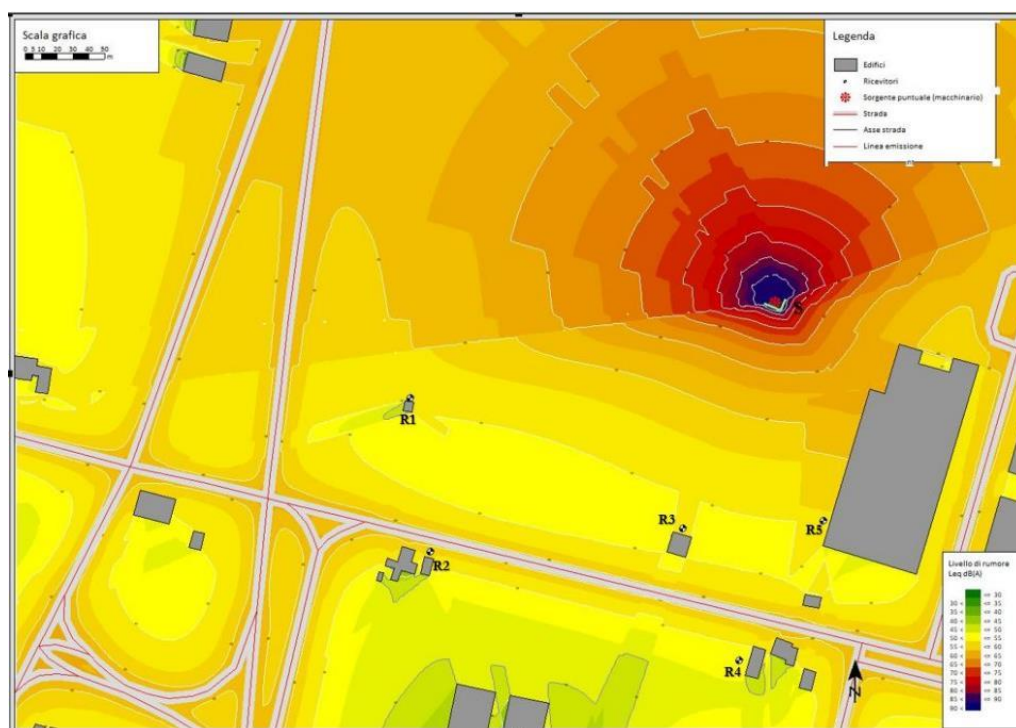 Scala grafica
0 5 10 20 30 40 50
m
Legenda
Edifici
Ricevitori
Sorgente puntuale (macchinario)
Strada
Asse strada
Linea emissione
S
R1
R3
R5
R2
R4
N
Livello di rumore
Leq dB(A)
<= 30
30 < <= 35
35 < <= 40
40 < <= 45
45 < <= 50
50 < <= 55
55 < <= 60
60 < <= 65
65 < <= 70
70 < <= 75
75 < <= 80
80 < <= 85
85 < <= 90
90 <